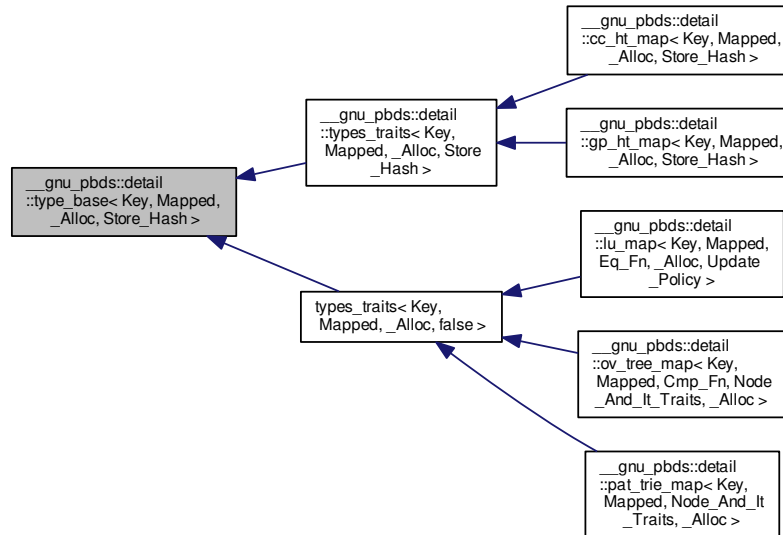 __gnu_pbds::detail
::type_base< Key, Mapped,
_Alloc, Store_Hash >
__gnu_pbds::detail
::types_traits< Key,
Mapped, _Alloc, Store
_Hash >
types_traits< Key,
Mapped, _Alloc, false >
__gnu_pbds::detail
::cc_ht_map< Key, Mapped,
_Alloc, Store_Hash >
__gnu_pbds::detail
::gp_ht_map< Key, Mapped,
_Alloc, Store_Hash >
__gnu_pbds::detail
::lu_map< Key, Mapped,
Eq_Fn, _Alloc, Update
_Policy >
__gnu_pbds::detail
::ov_tree_map< Key,
Mapped, Cmp_Fn, Node
_And_It_Traits, _Alloc >
__gnu_pbds::detail
::pat_trie_map< Key,
Mapped, Node_And_It
_Traits, _Alloc >